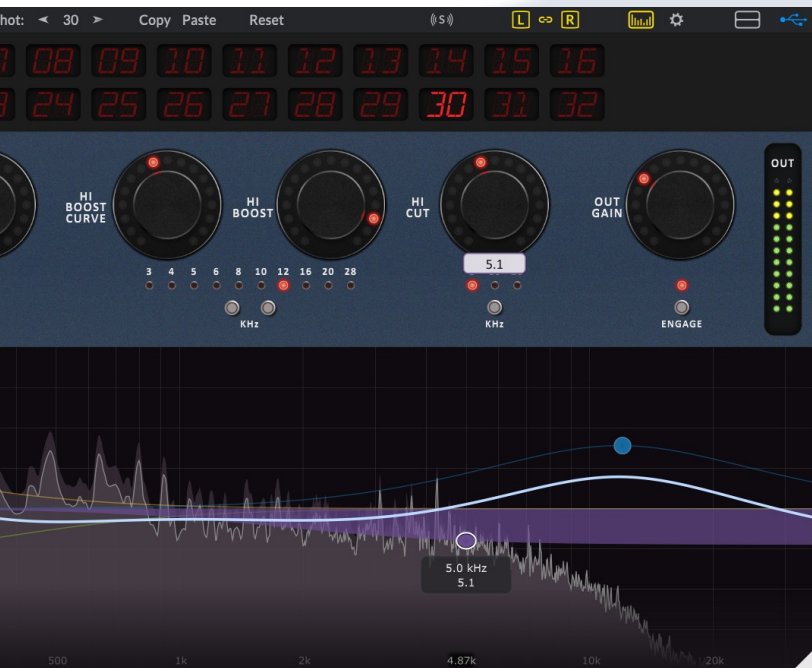 hot: < 30 > Copy Paste Reset ((S)) L R
08 09 10 11 12 13 14 15 16
24 25 26 27 28 29 30 31 32
OUT
HI BOOST CURVE
HI BOOST
HI CUT
OUT GAIN
5.1
3 4 5 6 8 10 12 16 20 28
KHz
KHz
ENGAGE
5.0 kHz
5.1
500 1k 2k 4.87k 10k 20k